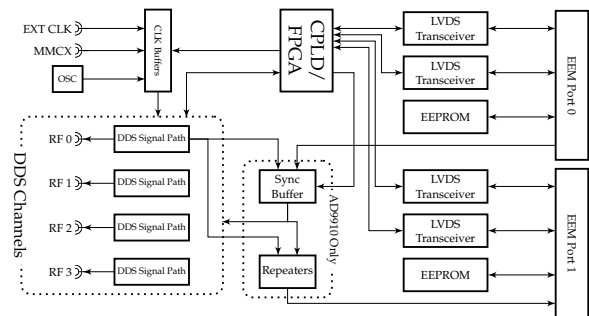 EXT CLK
MMCX
OSC
CLK Buffers
CPLD/
FPGA
LVDS
Transceiver
LVDS
Transceiver
EEPROM
EEM Port 0
DDS Channels
RF 0
DDS Signal Path
RF 1
DDS Signal Path
RF 2
DDS Signal Path
RF 3
DDS Signal Path
Sync
Buffer
Repeaters
AD9910 Only
LVDS
Transceiver
LVDS
Transceiver
EEPROM
EEM Port 1